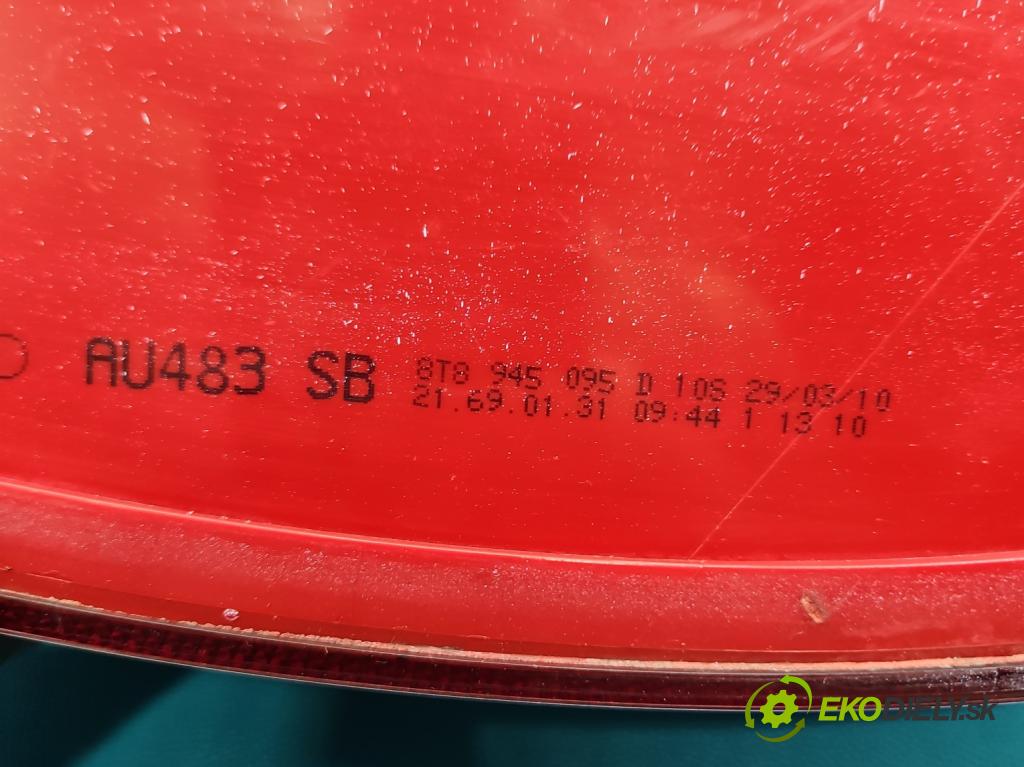 AU483 SB
8T8 945 095 D 10S 29/03/10
21.69.01.31 09:44 1 13 10
EKODIELY.SK